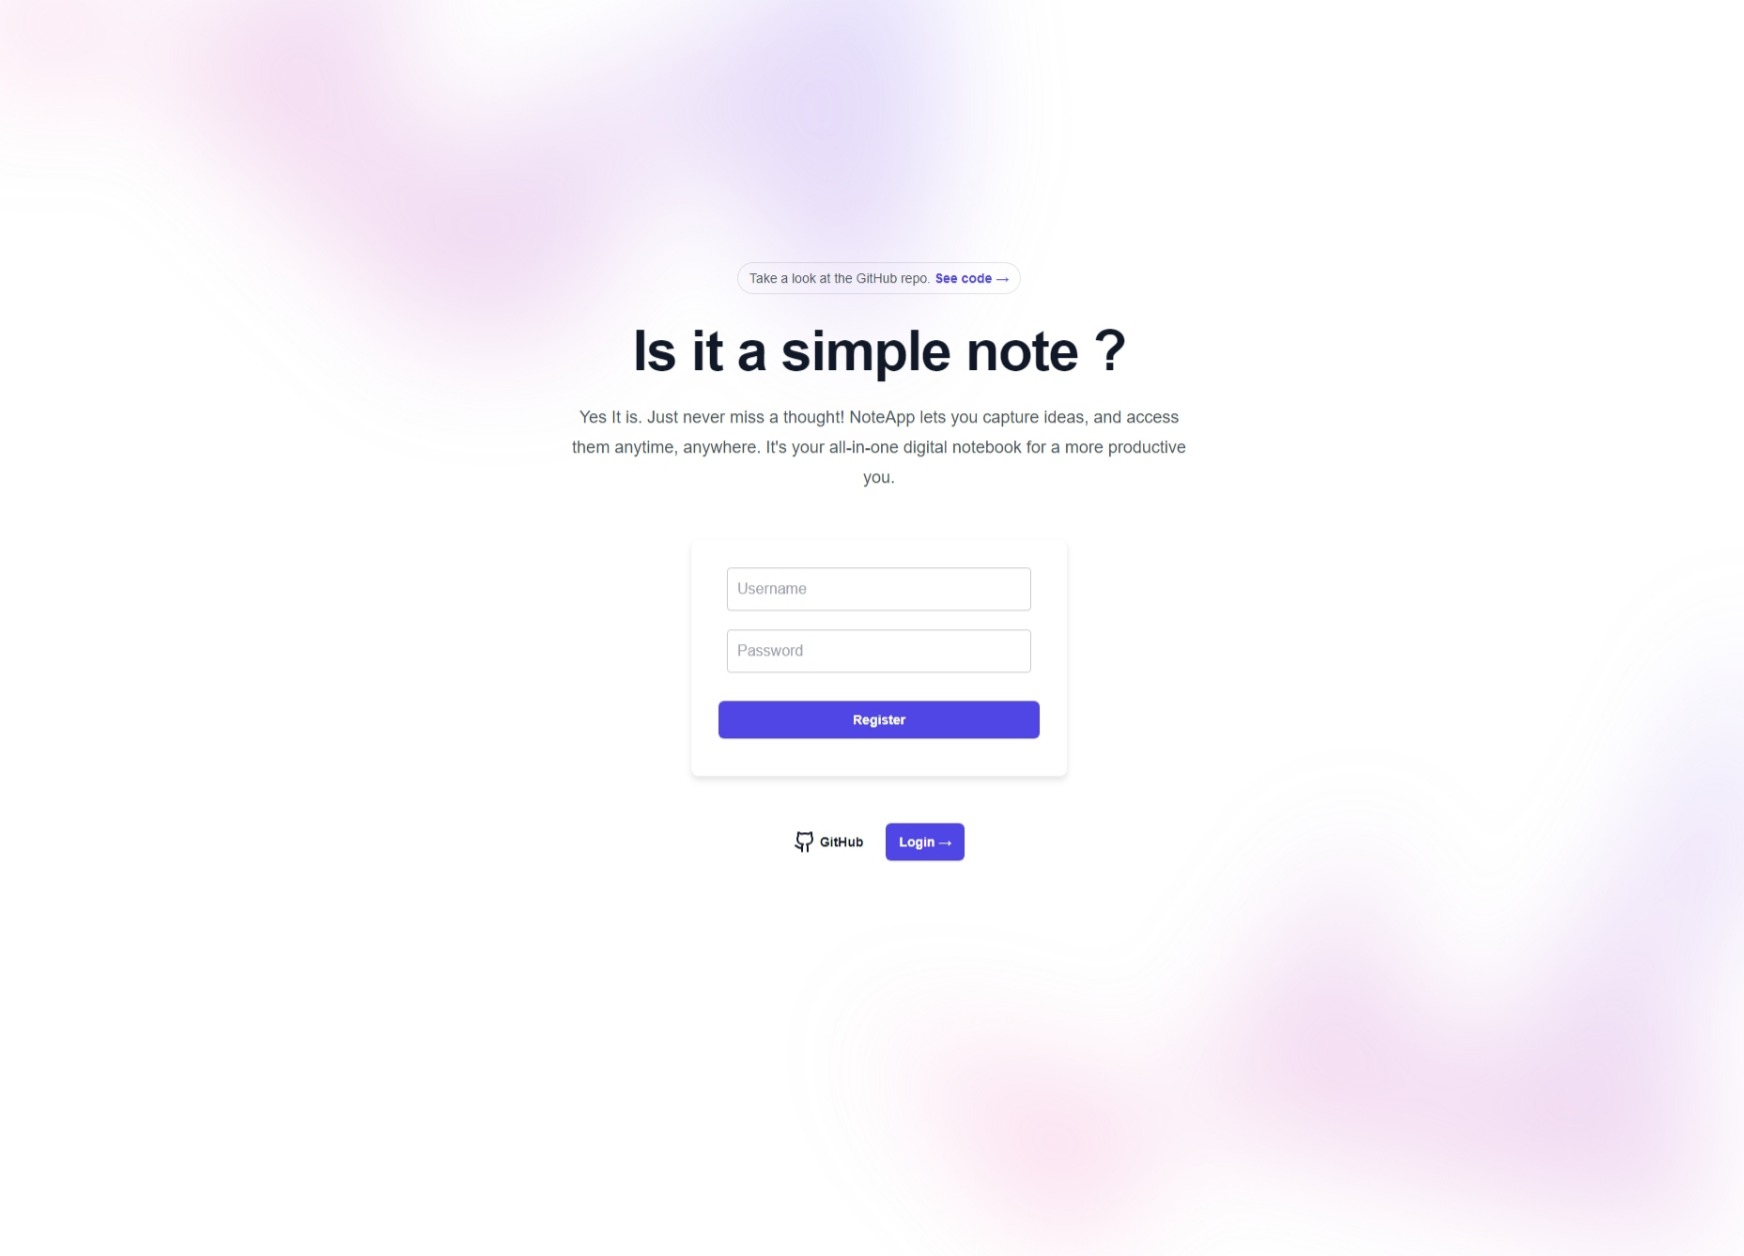 Take a look at the GitHub repo. See code →
Is it a simple note ?
Yes It is. Just never miss a thought! NoteApp lets you capture ideas, and access
them anytime, anywhere. It's your all-in-one digital notebook for a more productive
you.
Username
Password
Register
GitHub
Login →